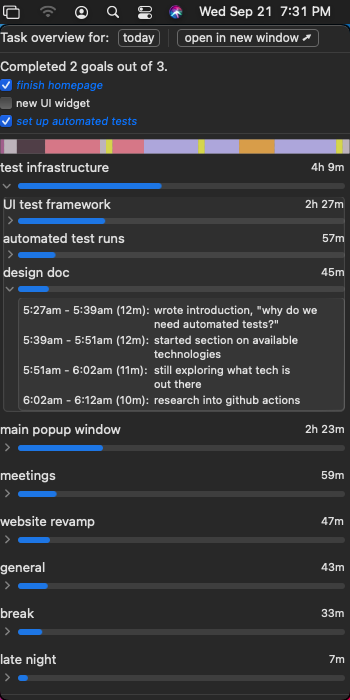 Wed Sep 21 7:31 PM
Task overview for: today open in new window ↗
Completed 2 goals out of 3.
finish homepage
new UI widget
set up automated tests
test infrastructure 4h 9m
UI test framework 2h 27m
automated test runs 57m
design doc 45m
5:27am - 5:39am (12m): wrote introduction, "why do we
need automated tests?"
5:39am - 5:51am (12m): started section on available
technologies
5:51am - 6:02am (11m): still exploring what tech is
out there
6:02am - 6:12am (10m): research into github actions
main popup window 2h 23m
meetings 59m
website revamp 47m
general 43m
break 33m
late night 7m